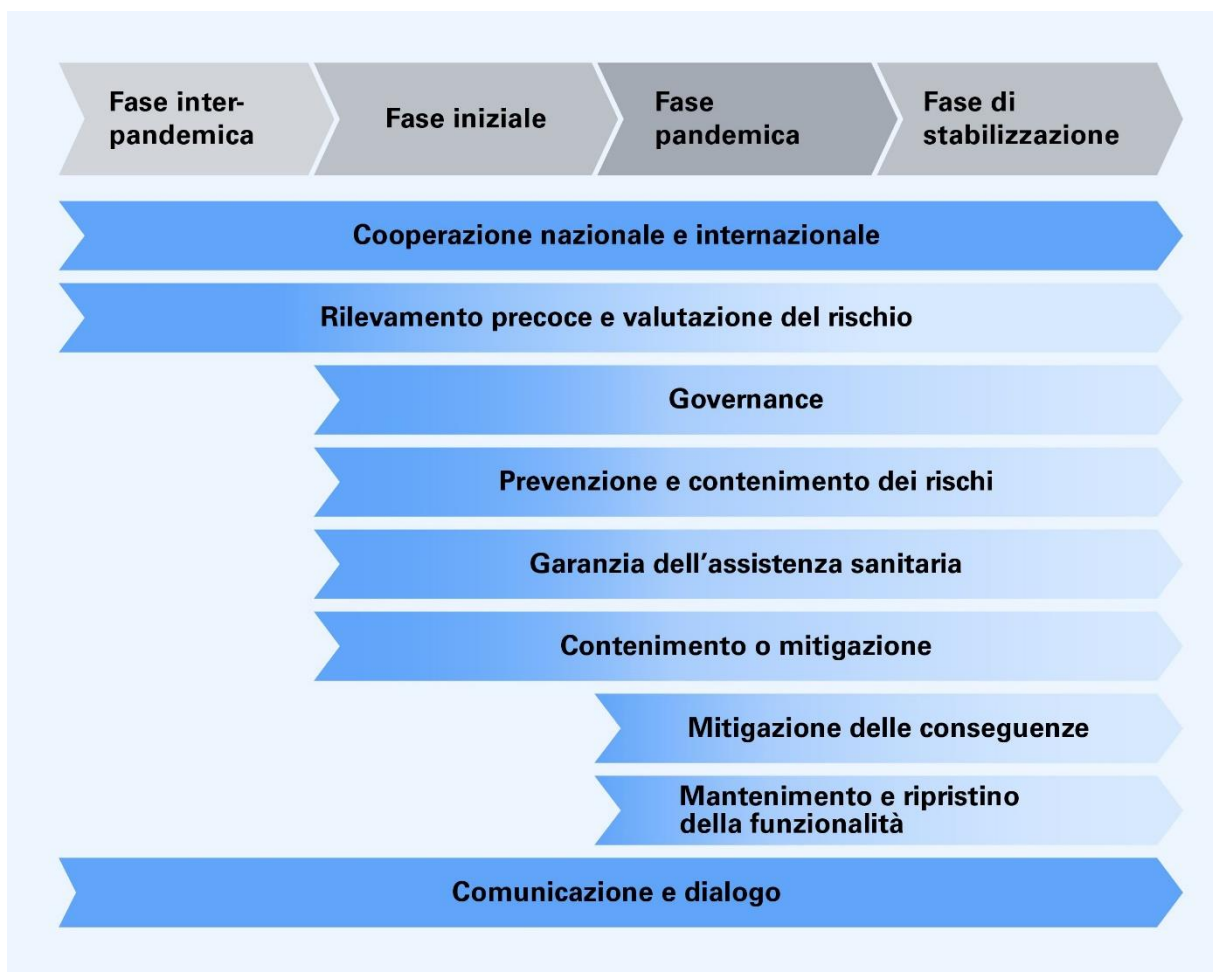 Fase inter-
pandemica
Fase iniziale
Fase
pandemica
Fase di
stabilizzazione
Cooperazione nazionale e internazionale
Rilevamento precoce e valutazione del rischio
Governance
Prevenzione e contenimento dei rischi
Garanzia dell’assistenza sanitaria
Contenimento o mitigazione
Mitigazione delle conseguenze
Mantenimento e ripristino
della funzionalità
Comunicazione e dialogo